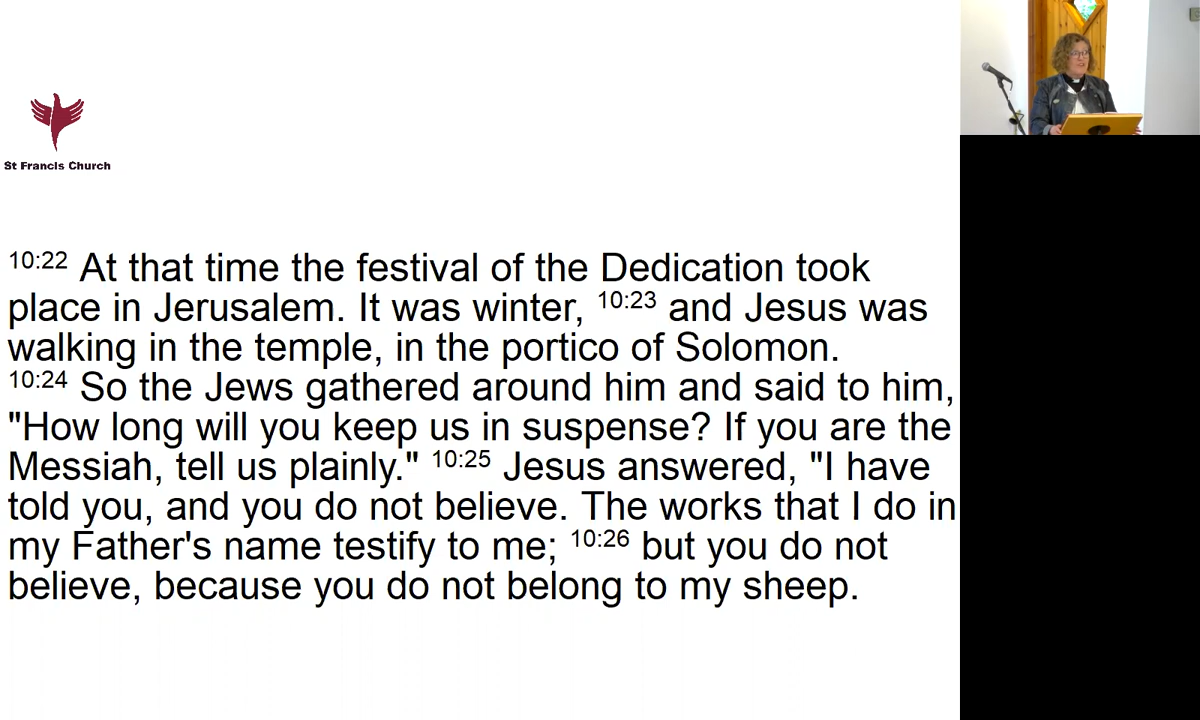 St Francis Church
10:22 At that time the festival of the Dedication took
place in Jerusalem. It was winter, 10:23 and Jesus was
walking in the temple, in the portico of Solomon.
10:24 So the Jews gathered around him and said to him,
"How long will you keep us in suspense? If you are the
Messiah, tell us plainly." 10:25 Jesus answered, "I have
told you, and you do not believe. The works that I do in
my Father's name testify to me; 10:26 but you do not
believe, because you do not belong to my sheep.